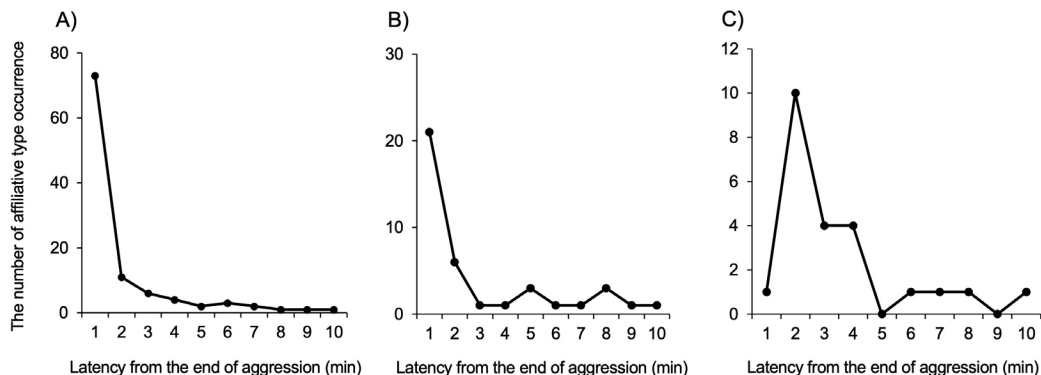 A)
The number of affiliative type occurrence
80
60
40
20
0
1 2 3 4 5 6 7 8 9 10
Latency from the end of aggression (min)
B)
30
20
10
0
1 2 3 4 5 6 7 8 9 10
Latency from the end of aggression (min)
C)
12
10
8
6
4
2
0
1 2 3 4 5 6 7 8 9 10
Latency from the end of aggression (min)